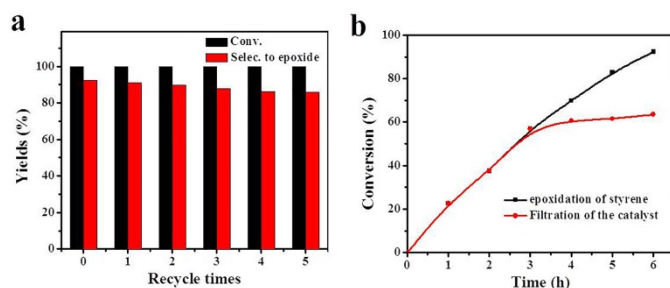 a
Conv.
Selec. to epoxide
100
80
60
40
20
0
Yields (%)
0 1 2 3 4 5
Recycle times
b
100
80
60
40
20
0
Conversion (%)
epoxidation of styrene
Filtration of the catalyst
0 1 2 3 4 5 6
Time (h)